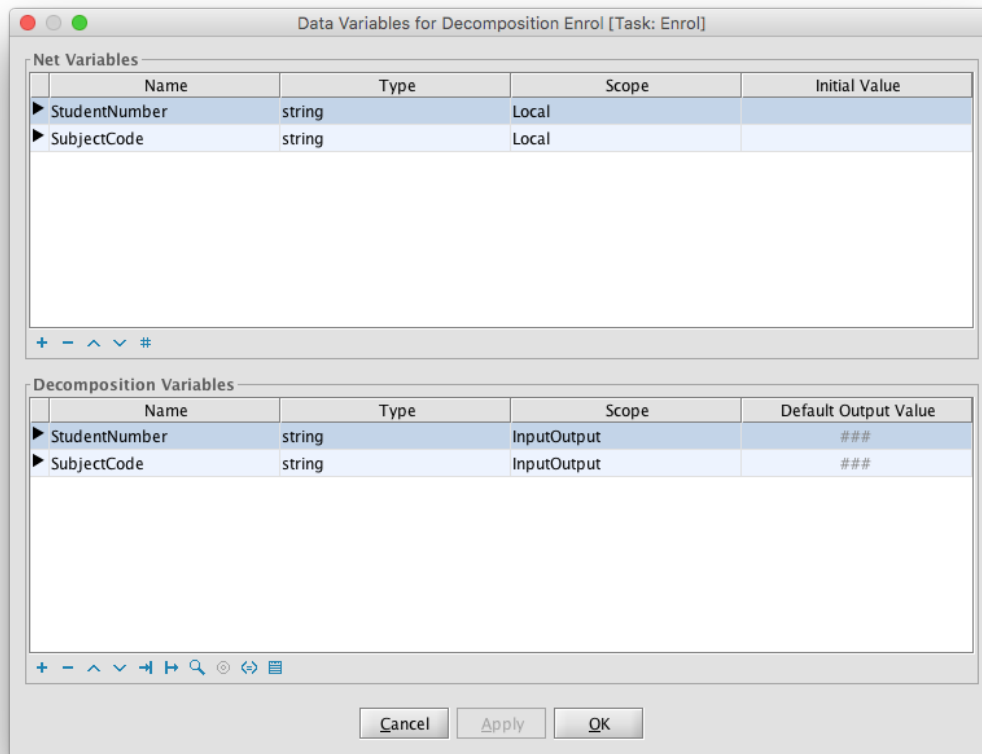 Data Variables for Decomposition Enrol [Task: Enrol]
Net Variables
Name Type Scope Initial Value
StudentNumber string Local
SubjectCode string Local
Decomposition Variables
Name Type Scope Default Output Value
StudentNumber string InputOutput ###
SubjectCode string InputOutput ###
Cancel Apply OK